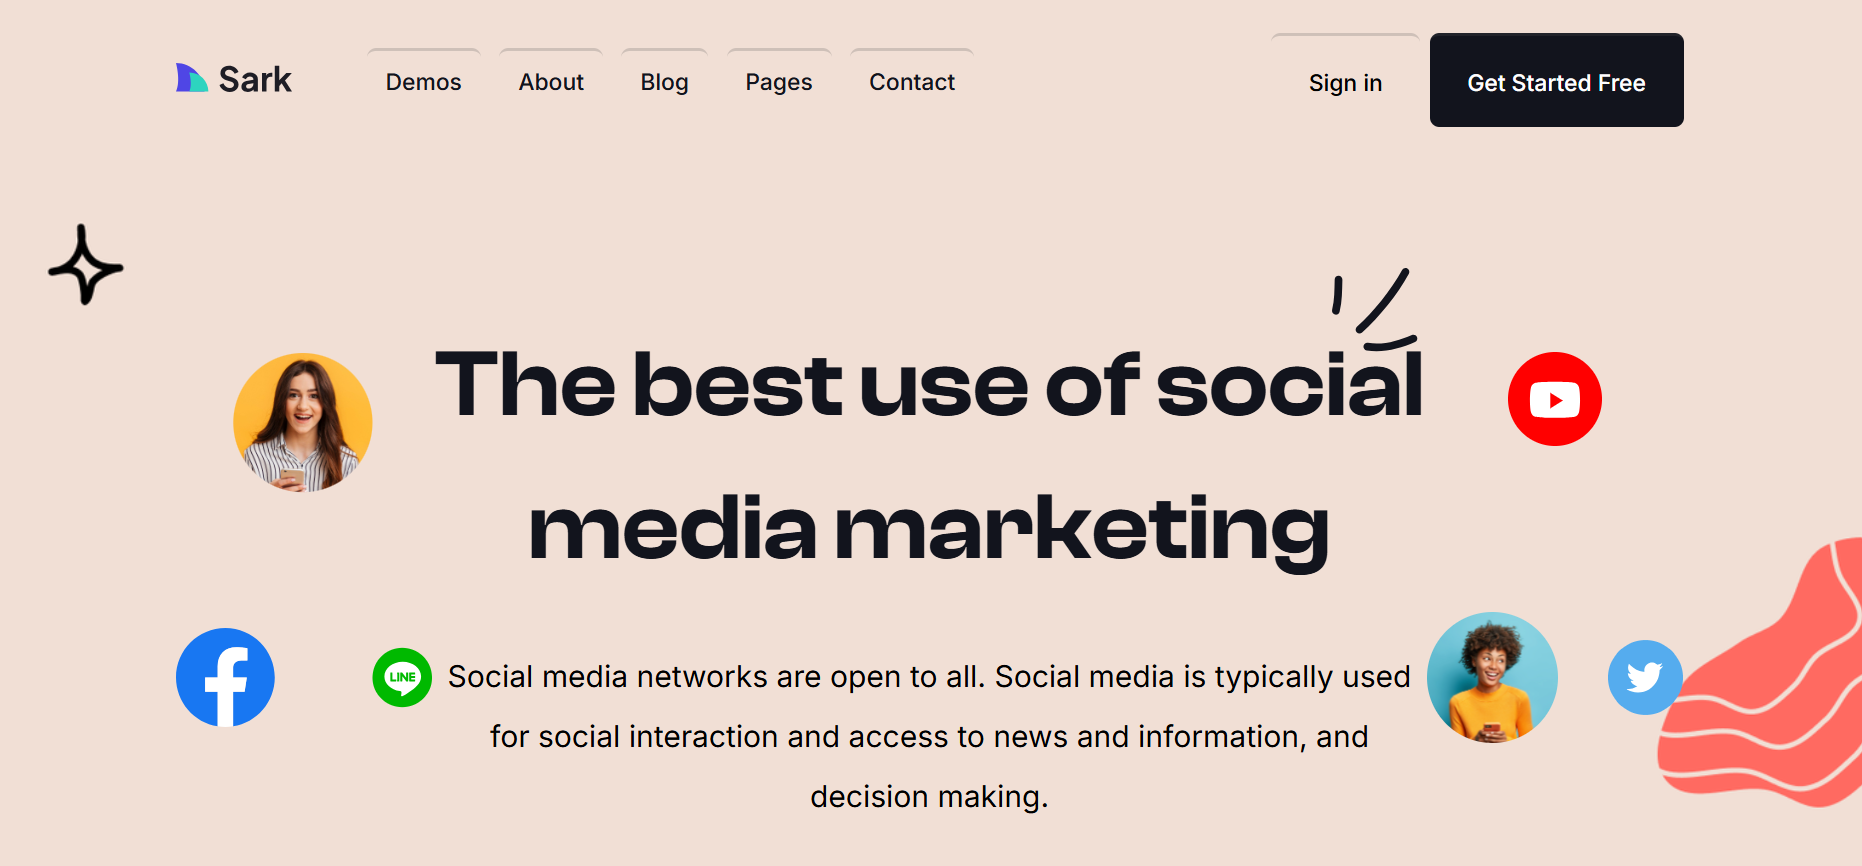 Sark
Demos
About
Blog
Pages
Contact
Sign in
Get Started Free
The best use of social
media marketing
LINE
Social media networks are open to all. Social media is typically used
for social interaction and access to news and information, and
decision making.